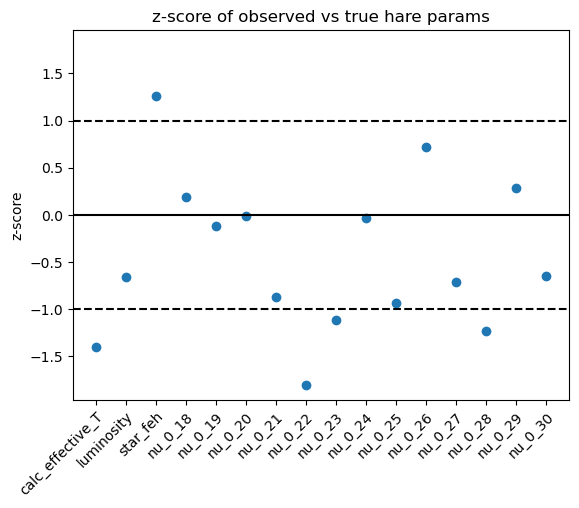 z-score of observed vs true hare params
z-score
1.5
1.0
0.5
0.0
−0.5
−1.0
−1.5
calc_effective_T
luminosity
star_feh
nu_0_18
nu_0_19
nu_0_20
nu_0_21
nu_0_22
nu_0_23
nu_0_24
nu_0_25
nu_0_26
nu_0_27
nu_0_28
nu_0_29
nu_0_30